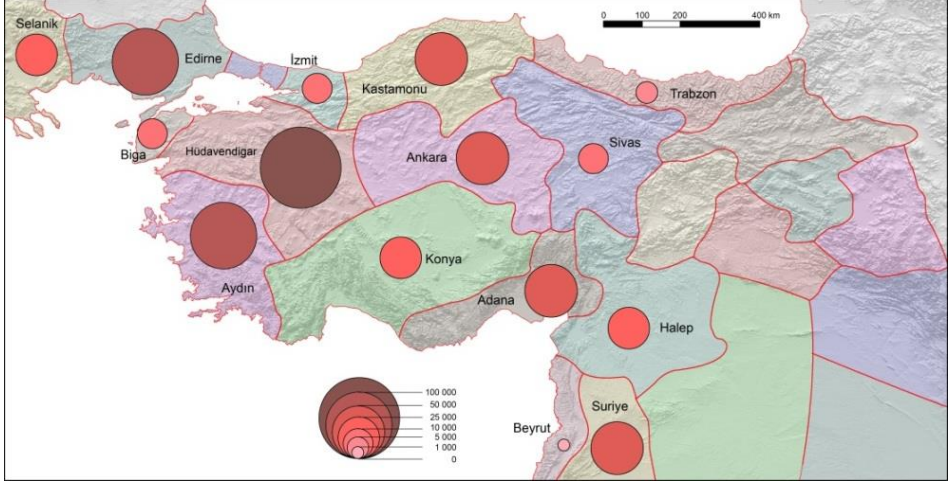 Selanik
Edirne
İzmit
Kastamonu
0 100 200 400 km
Trabzon
Biga
Hüdavendigar
Ankara
Sivas
Aydın
Konya
Adana
Halep
Suriye
Beyrut
100 000
50 000
25 000
10 000
5 000
1 000
0